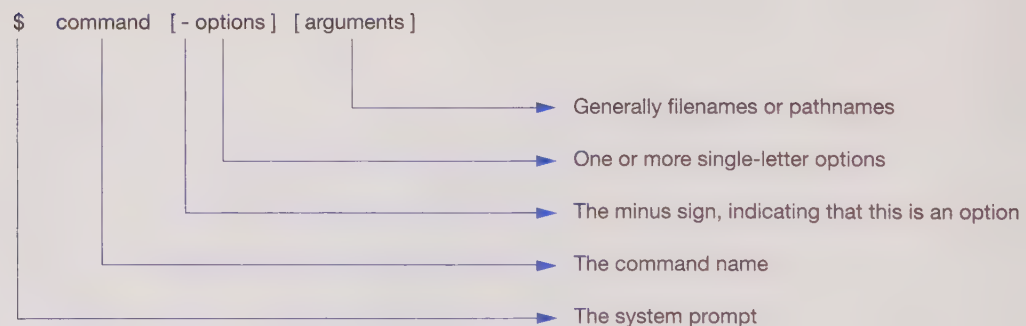 $ command [ - options ] [ arguments ]
Generally filenames or pathnames
One or more single-letter options
The minus sign, indicating that this is an option
The command name
The system prompt